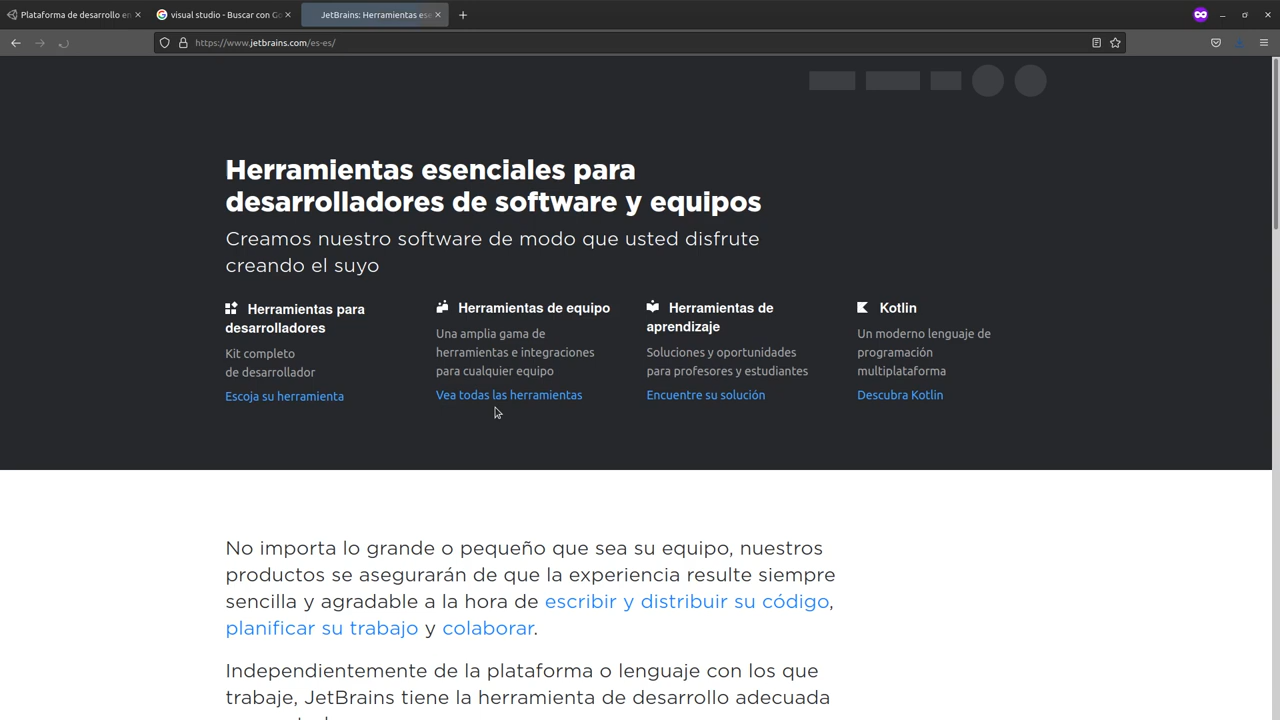 Plataforma de desarrollo en
visual studio - Buscar con Go
JetBrains: Herramientas ese
https://www.jetbrains.com/es-es/
Herramientas esenciales para
desarrolladores de software y equipos
Creamos nuestro software de modo que usted disfrute
creando el suyo
Herramientas para
desarrolladores
Kit completo
de desarrollador
Escoja su herramienta
Herramientas de equipo
Una amplia gama de
herramientas e integraciones
para cualquier equipo
Vea todas las herramientas
Herramientas de
aprendizaje
Soluciones y oportunidades
para profesores y estudiantes
Encuentre su solución
Kotlin
Un moderno lenguaje de
programación
multiplataforma
Descubra Kotlin
No importa lo grande o pequeño que sea su equipo, nuestros
productos se asegurarán de que la experiencia resulte siempre
sencilla y agradable a la hora de escribir y distribuir su código,
planificar su trabajo y colaborar.
Independientemente de la plataforma o lenguaje con los que
trabaje, JetBrains tiene la herramienta de desarrollo adecuada